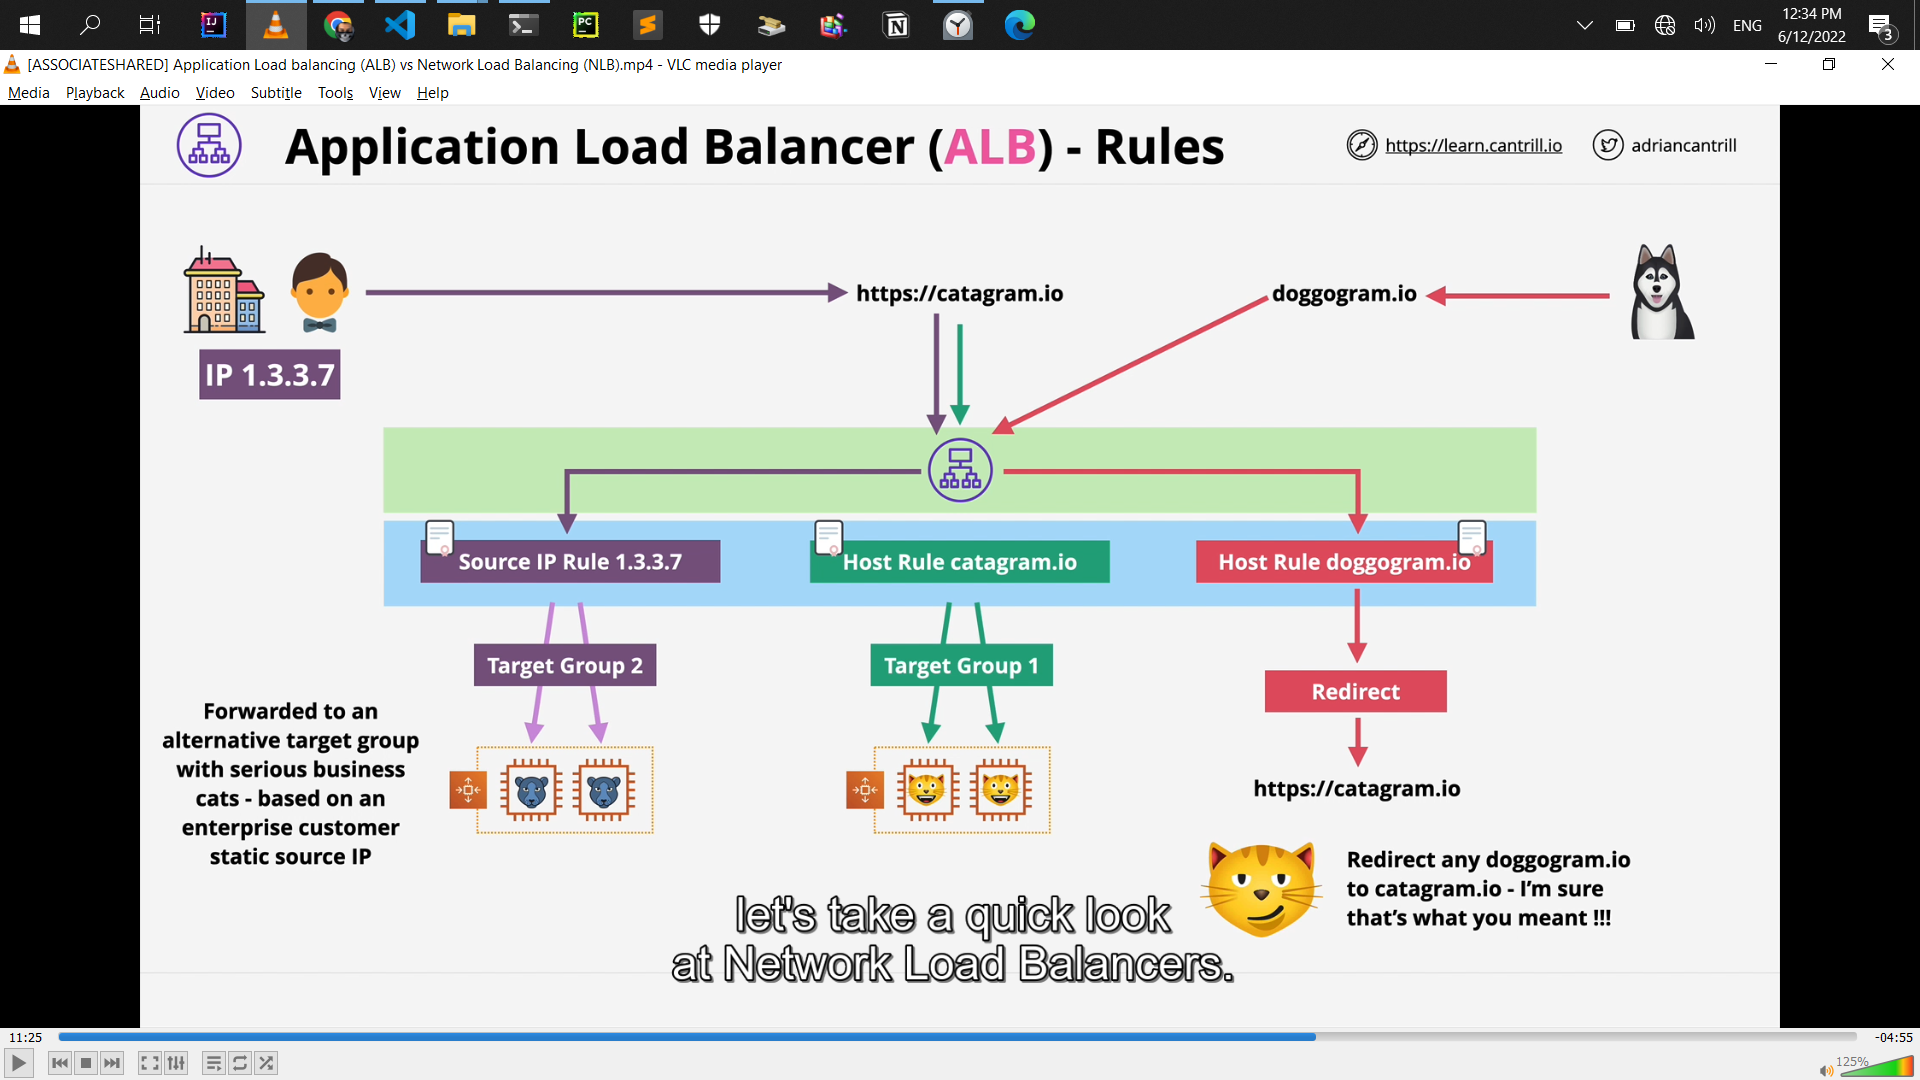 IJ
PC
N
ENG
12:34 PM
6/12/2022
3
[ASSOCIATESHARED] Application Load balancing (ALB) vs Network Load Balancing (NLB).mp4 - VLC media player
Media Playback Audio Video Subtitle Tools View Help
Application Load Balancer (ALB) - Rules
https://learn.cantrill.io
adriancantrill
https://catagram.io
doggogram.io
IP 1.3.3.7
Source IP Rule 1.3.3.7
Host Rule catagram.io
Host Rule doggogram.io
Target Group 2
Target Group 1
Redirect
https://catagram.io
Forwarded to an
alternative target group
with serious business
cats - based on an
enterprise customer
static source IP
Redirect any doggogram.io
to catagram.io - I'm sure
that's what you meant !!!
let's take a quick look
at Network Load Balancers.
11:25
-04:55
125%